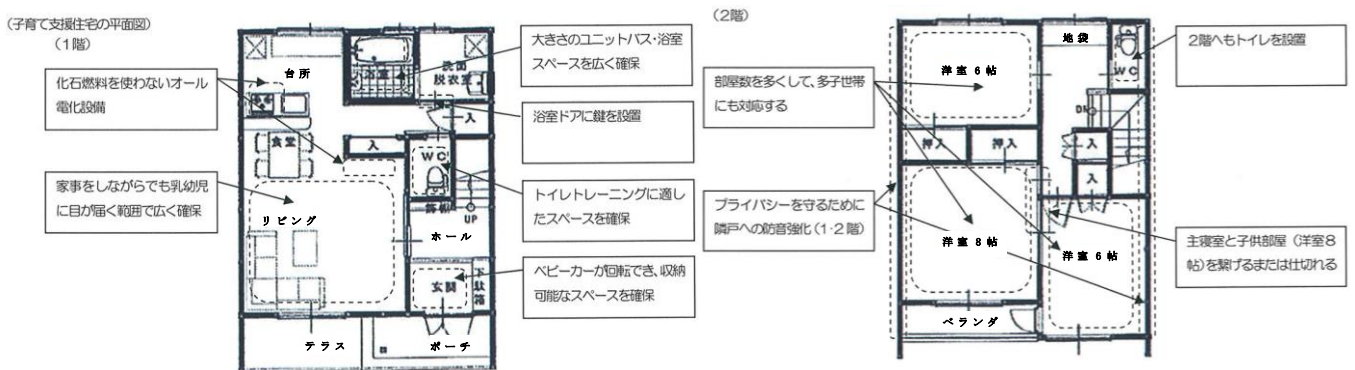 （子育て支援住宅の平面図）
（１階）
化石燃料を使わないオール
電化設備
家事をしながらでも乳幼児
に目が届く範囲で広く確保
大きさのユニットバス・浴室
スペースを広く確保
浴室ドアに鍵を設置
トイレトレーニングに適し
たスペースを確保
ベビーカーが回転でき、収納
可能なスペースを確保
台所
浴室
洗面
脱衣室
入
食堂
入
ＷＣ
リビング
ＵＰ
ホール
玄関
下駄箱
テラス
ポーチ
（２階）
部屋数を多くして、多子世帯
にも対応する
プライバシーを守るために
隣戸への防音強化（１・２階）
２階へもトイレを設置
主寝室と子供部屋（洋室８
帖）を繋げるまたは仕切れる
地袋
洋室 6 帖
ＷＣ
DN
押入
押入
入
入
洋室 8 帖
洋室 6 帖
ベランダ